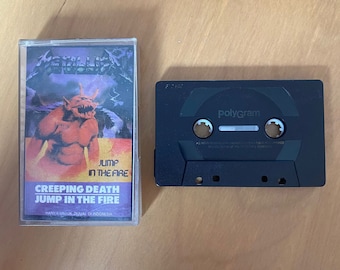 METALLICA
JUMP
IN THE FIRE
CREEPING DEATH
JUMP IN THE FIRE
polyGram